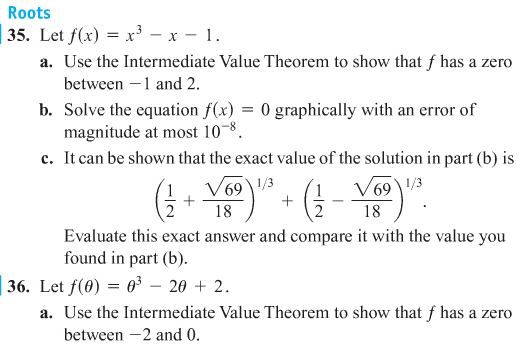 Roots
35. Let f(x) = x³ − x − 1.
a. Use the Intermediate Value Theorem to show that f has a zero
between −1 and 2.
b. Solve the equation f(x) = 0 graphically with an error of
magnitude at most 10⁻⁸.
c. It can be shown that the exact value of the solution in part (b) is
(1/2 + √69/18)^1/3 + (1/2 − √69/18)^1/3.
Evaluate this exact answer and compare it with the value you
found in part (b).
36. Let f(θ) = θ³ − 2θ + 2.
a. Use the Intermediate Value Theorem to show that f has a zero
between −2 and 0.